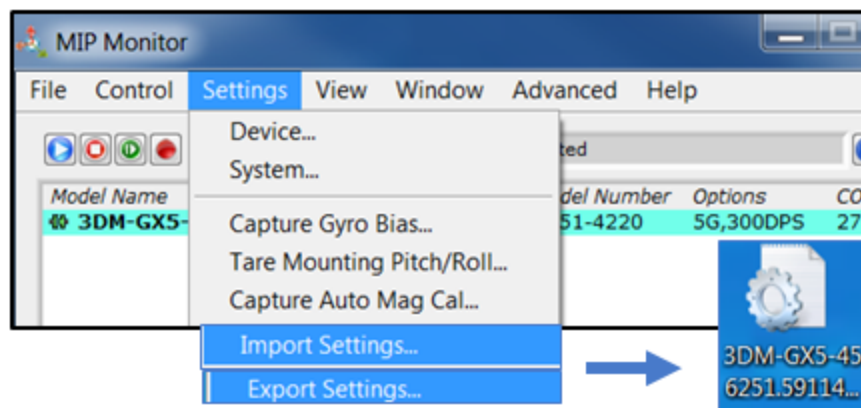 MIP Monitor
File Control Settings View Window Advanced Help
Device...
System...
ted
Model Name del Number Options CO
3DM-GX5- 51-4220 5G,300DPS 27
Capture Gyro Bias...
Tare Mounting Pitch/Roll...
Capture Auto Mag Cal...
Import Settings...
Export Settings...
3DM-GX5-45
6251.59114...